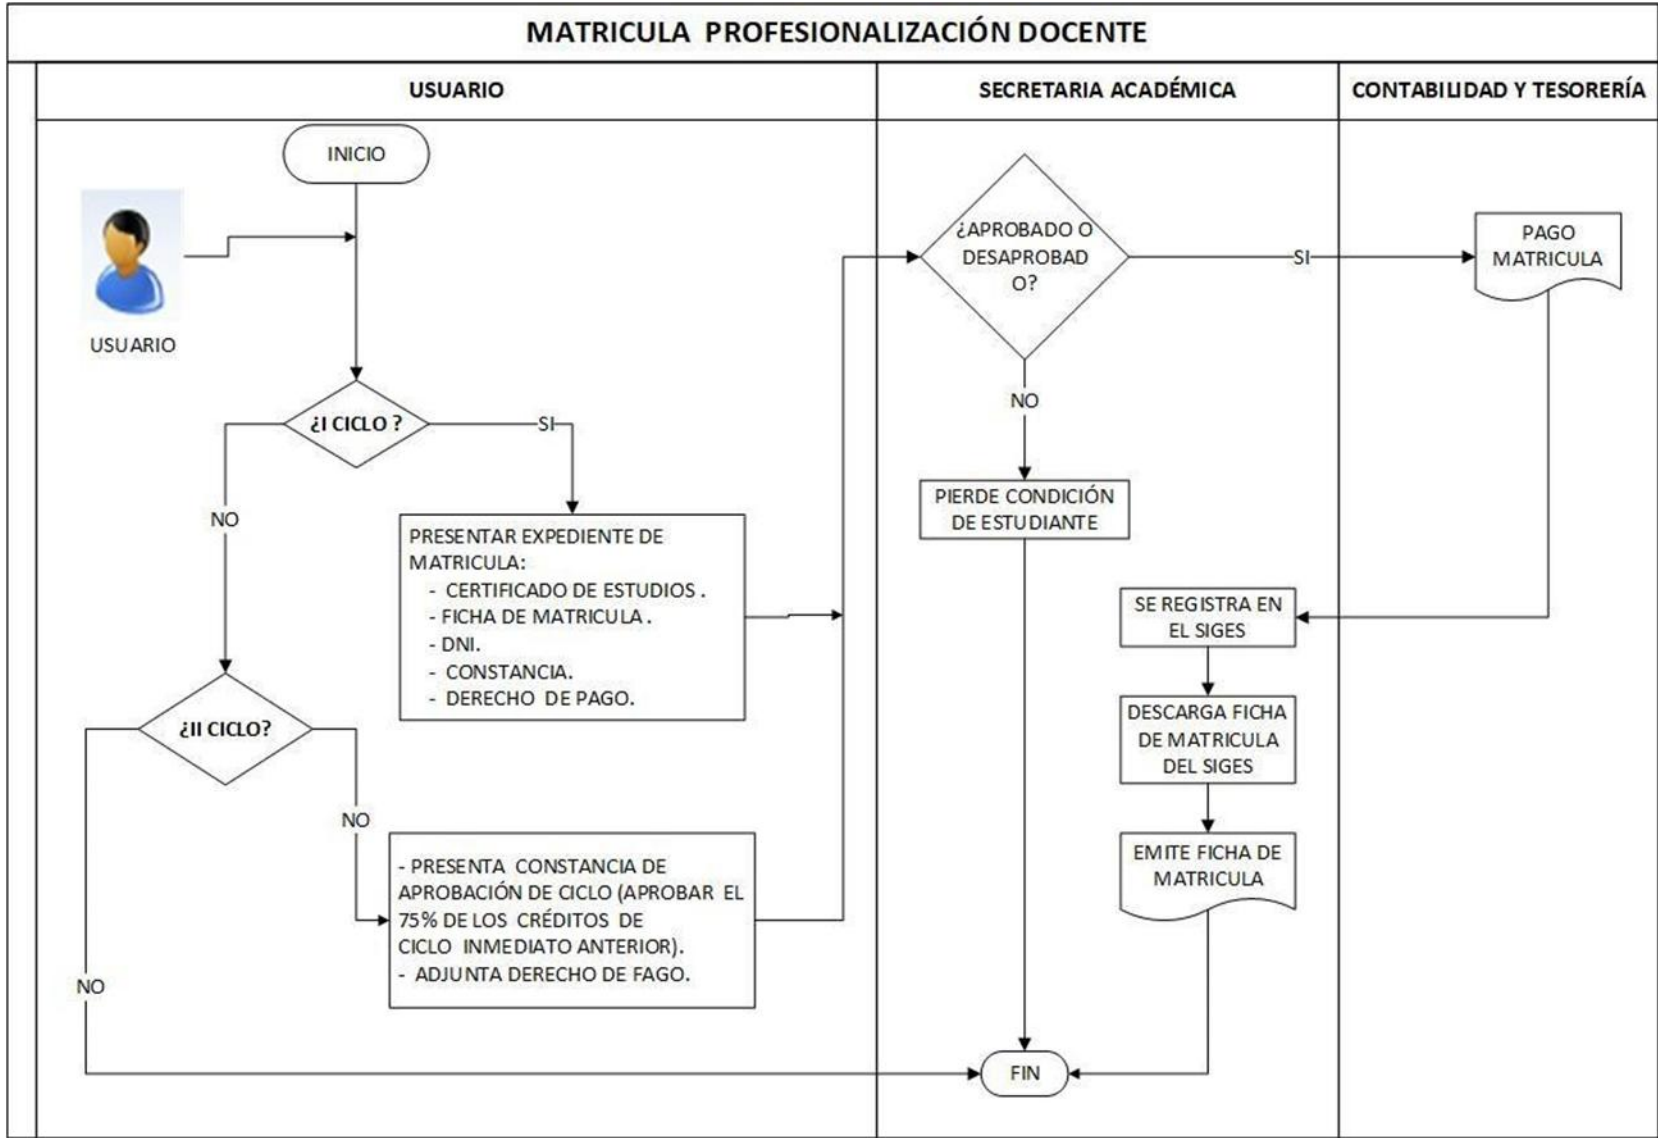 MATRICULA PROFESIONALIZACIÓN DOCENTE
USUARIO
SECRETARIA ACADÉMICA
CONTABILIDAD Y TESORERÍA
INICIO
USUARIO
¿I CICLO ?
SI
NO
PRESENTAR EXPEDIENTE DE
MATRICULA:
- CERTIFICADO DE ESTUDIOS .
- FICHA DE MATRICULA .
- DNI.
- CONSTANCIA.
- DERECHO DE PAGO.
¿II CICLO?
NO
NO
- PRESENTA CONSTANCIA DE
APROBACIÓN DE CICLO (APROBAR EL
75% DE LOS CRÉDITOS DE
CICLO INMEDIATO ANTERIOR).
- ADJUNTA DERECHO DE FAGO.
¿APROBADO O
DESAPROBAD
O?
SI
NO
PIERDE CONDICIÓN
DE ESTUDIANTE
SE REGISTRA EN
EL SIGES
DESCARGA FICHA
DE MATRICULA
DEL SIGES
EMITE FICHA DE
MATRICULA
FIN
PAGO
MATRICULA